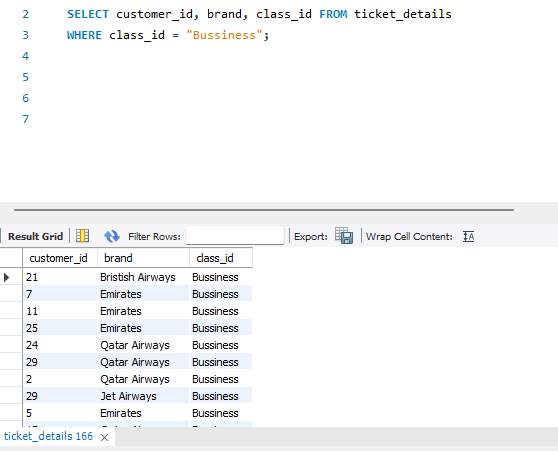 2 SELECT customer_id, brand, class_id FROM ticket_details
3 WHERE class_id = "Bussiness";
4
5
6
7
Result Grid Filter Rows: Export: Wrap Cell Content:
customer_id brand class_id
21 Bristish Airways Bussiness
7 Emirates Bussiness
11 Emirates Bussiness
25 Emirates Bussiness
24 Qatar Airways Bussiness
29 Qatar Airways Bussiness
2 Qatar Airways Bussiness
29 Jet Airways Bussiness
5 Emirates Bussiness
ticket_details 166